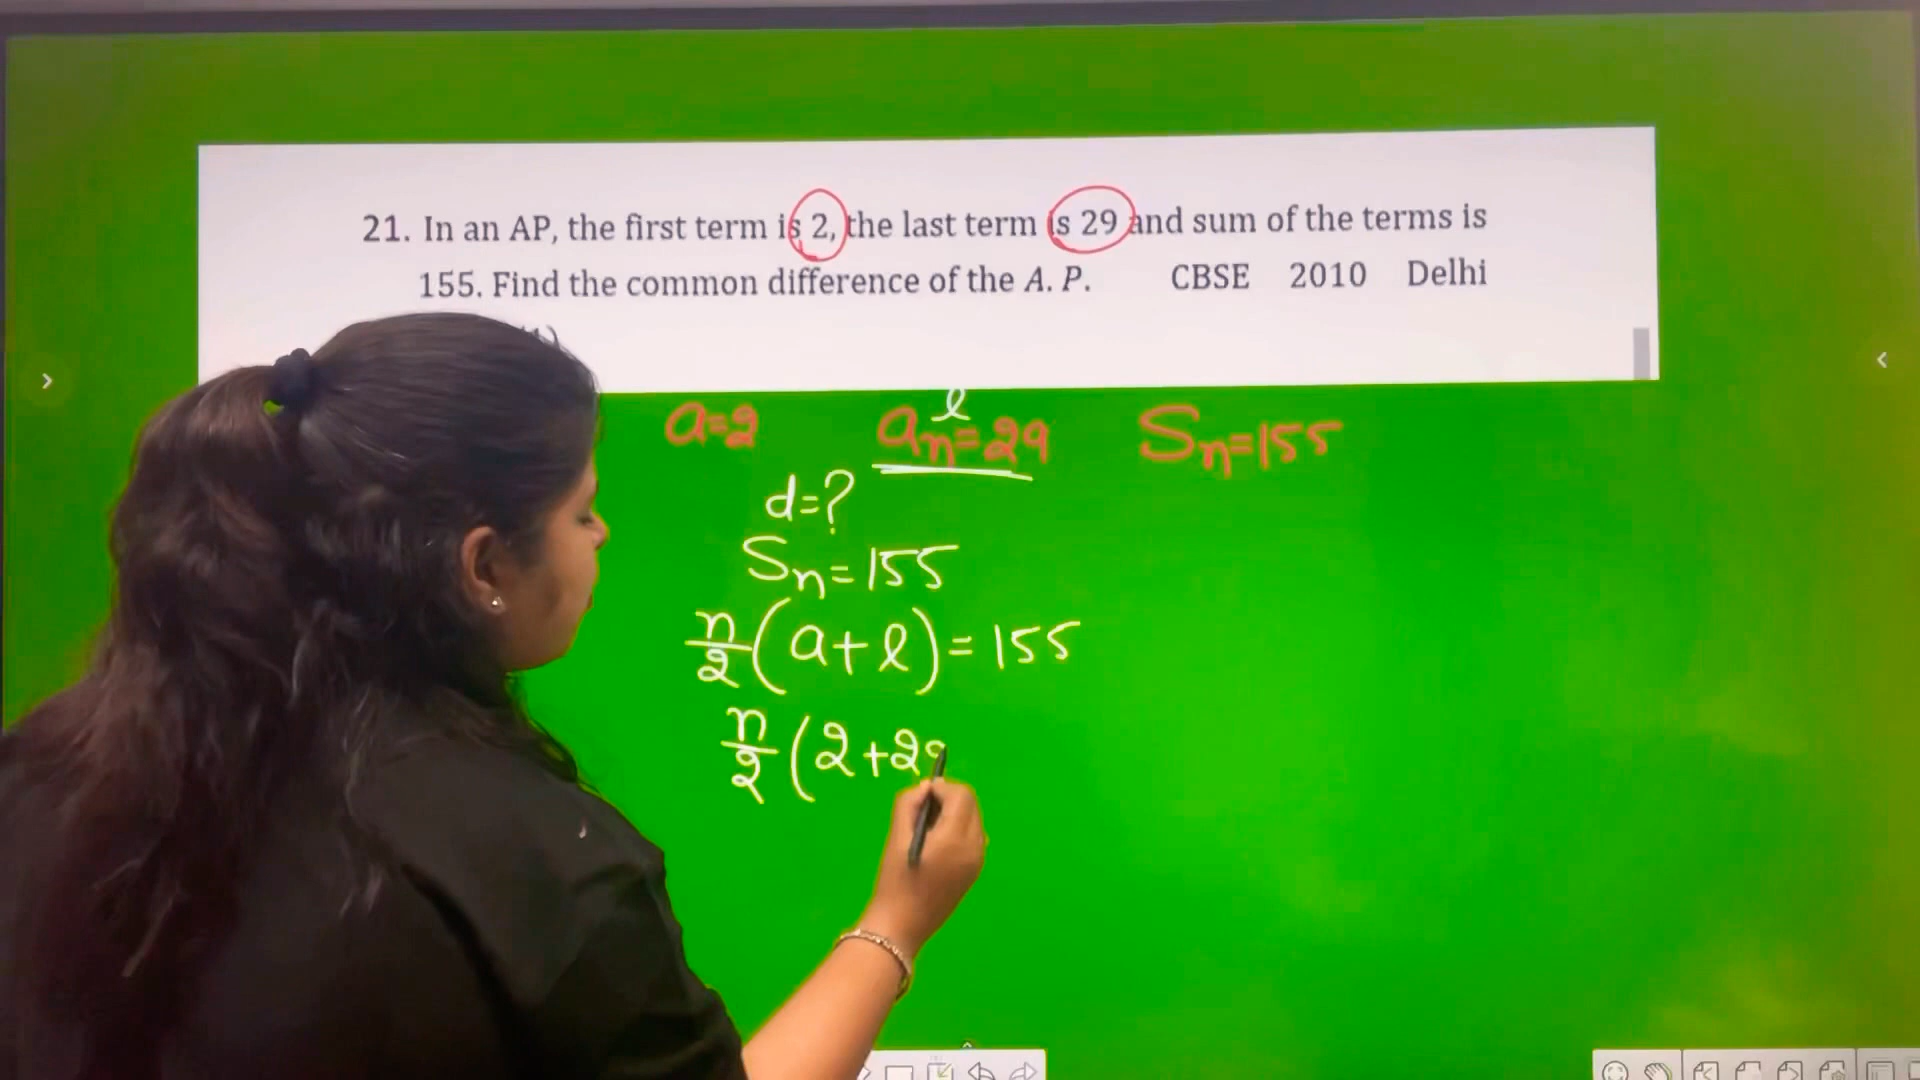 21. In an AP, the first term is 2, the last term is 29 and sum of the terms is
155. Find the common difference of the A. P. CBSE 2010 Delhi
l
a=2 an=29 Sn=155
d=?
Sn=155
n/2(a+l)=155
n/2(2+29